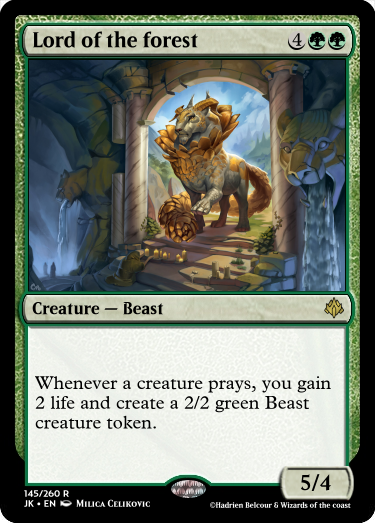 Lord of the forest 4
Creature — Beast
Whenever a creature prays, you gain
2 life and create a 2/2 green Beast
creature token.
5/4
145/260 R
JK • EN Milica Celikovic
©Hadrien Belcour & Wizards of the coast